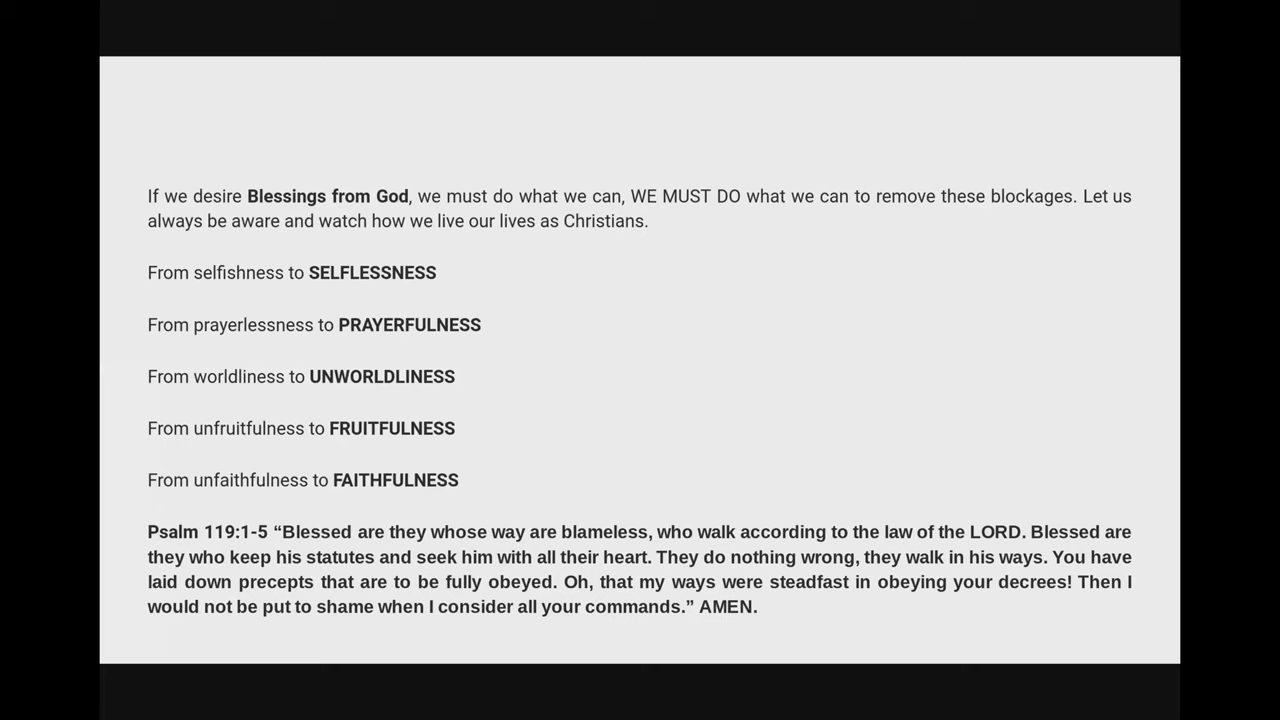 If we desire Blessings from God, we must do what we can, WE MUST DO what we can to remove these blockages. Let us
always be aware and watch how we live our lives as Christians.
From selfishness to SELFLESSNESS
From prayerlessness to PRAYERFULNESS
From worldliness to UNWORLDLINESS
From unfruitfulness to FRUITFULNESS
From unfaithfulness to FAITHFULNESS
Psalm 119:1-5 “Blessed are they whose way are blameless, who walk according to the law of the LORD. Blessed are
they who keep his statutes and seek him with all their heart. They do nothing wrong, they walk in his ways. You have
laid down precepts that are to be fully obeyed. Oh, that my ways were steadfast in obeying your decrees! Then I
would not be put to shame when I consider all your commands.” AMEN.